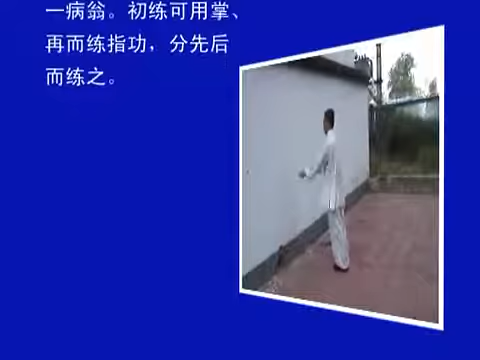 一病翁。初练可用掌、
再而练指功，分先后
而练之。